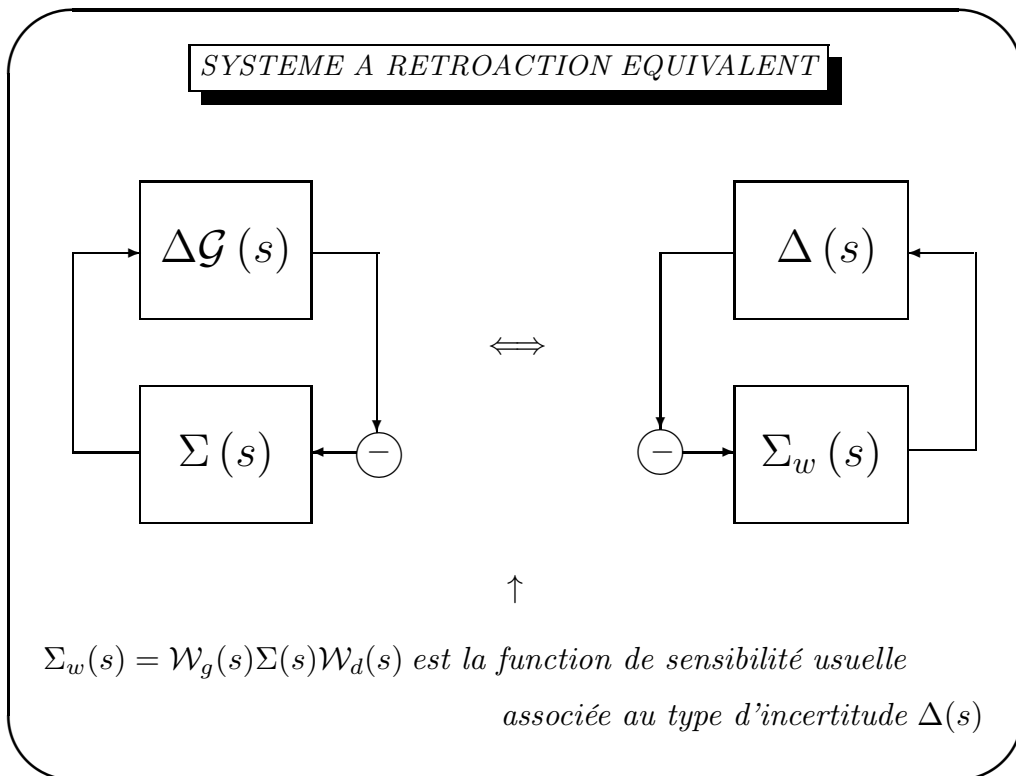 SYSTEME A RETROACTION EQUIVALENT
Δ𝒢(s)
Δ(s)
⟺
Σ(s)
−
−
Σ_w(s)
↑
Σ_w(s) = 𝒲_g(s)Σ(s)𝒲_d(s) est la function de sensibilité usuelle
associée au type d'incertitude Δ(s)